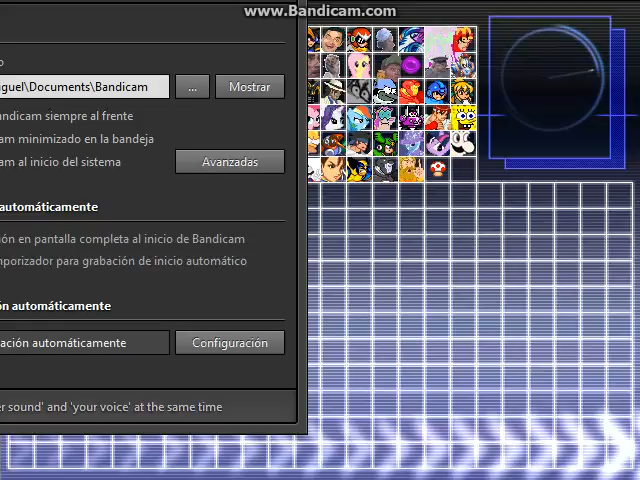 www.Bandicam.com
o
guel\Documents\Bandicam
...
Mostrar
andicam siempre al frente
cam minimizado en la bandeja
am al inicio del sistema
Avanzadas
automáticamente
ión en pantalla completa al inicio de Bandicam
mporizador para grabación de inicio automático
ón automáticamente
ación automáticamente
Configuración
er sound' and 'your voice' at the same time